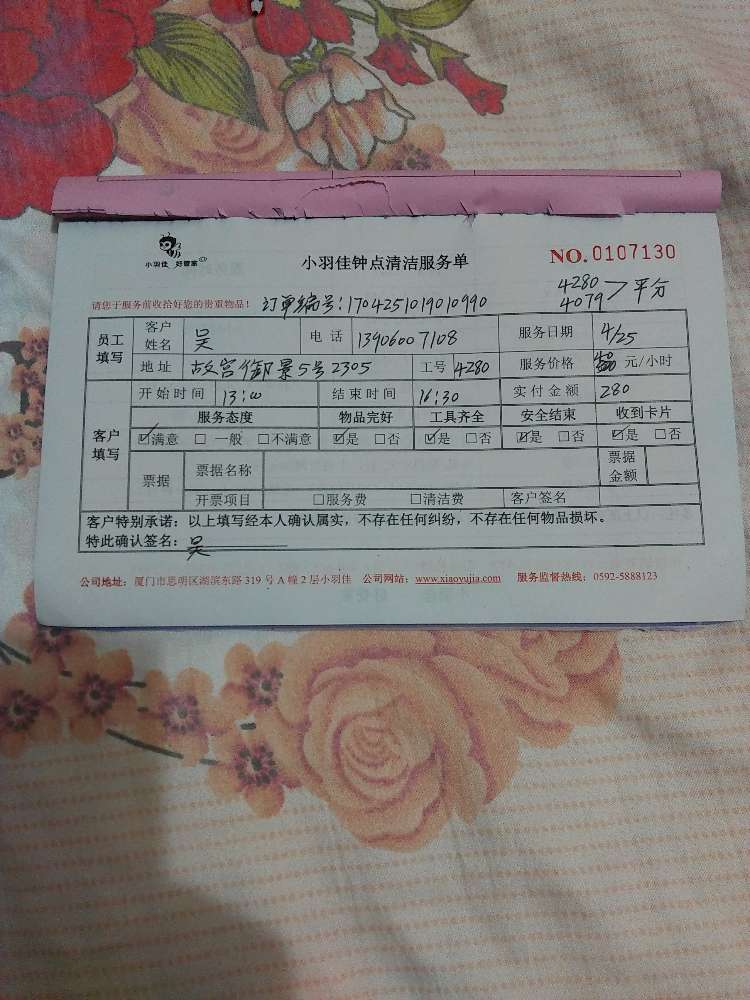 小羽佳 好管家
小羽佳钟点清洁服务单
NO.0107130
请您于服务前收拾好您的贵重物品! 订单编号:1704251019010990
4280
4079 > 平分
员工填写 客户姓名 吴 电话 13906007108 服务日期 4/25
地址 故宫御景5号2305 工号 4280 服务价格 元/小时
客户填写 开始时间 13:00 结束时间 16:30 实付金额 280
服务态度 物品完好 工具齐全 安全结束 收到卡片
☑满意 □一般 □不满意 ☑是 □否 ☑是 □否 ☑是 □否 ☑是 □否
票据 票据名称 票据金额
开票项目 □服务费 □清洁费 客户签名
客户特别承诺:以上填写经本人确认属实,不存在任何纠纷,不存在任何物品损坏。
特此确认签名:吴
公司地址:厦门市思明区湖滨东路319号A幢2层小羽佳 公司网站:www.xiaoyujia.com 服务监督热线:0592-5888123